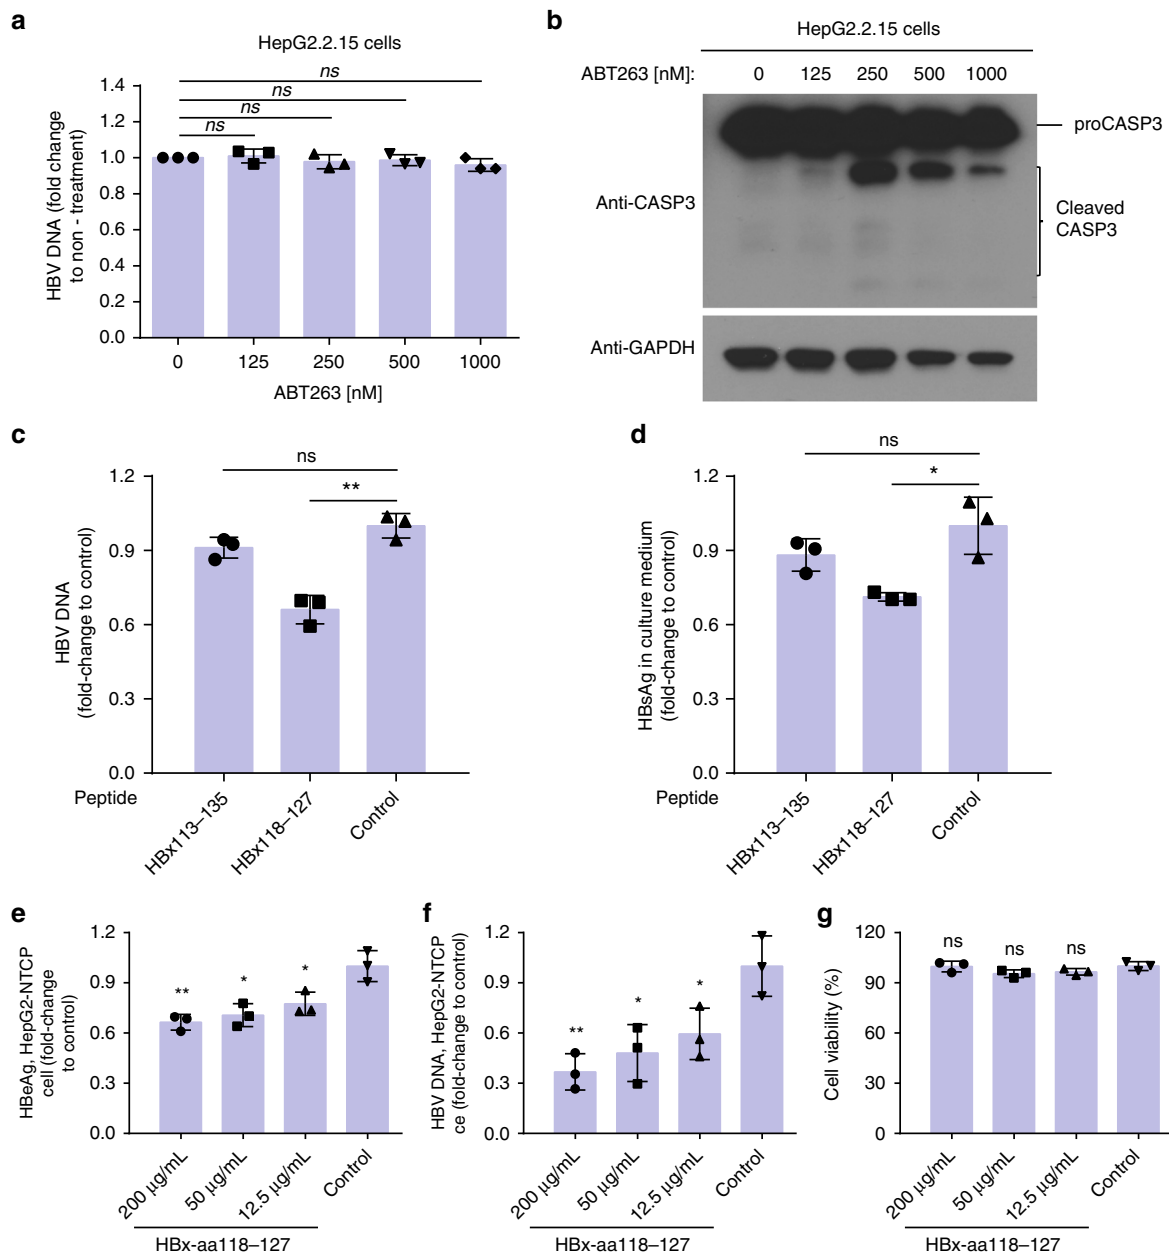 a
HepG2.2.15 cells
ns
ns
ns
ns
1.4
1.2
1.0
0.8
0.6
0.4
0.2
0.0
HBV DNA (fold change
to non - treatment)
0 125 250 500 1000
ABT263 [nM]
b
HepG2.2.15 cells
ABT263 [nM]: 0 125 250 500 1000
proCASP3
Anti-CASP3
Cleaved
CASP3
Anti-GAPDH
c
ns
**
1.2
0.9
0.6
0.3
0.0
HBV DNA
(fold-change to control)
Peptide
HBx113–135
HBx118–127
Control
d
ns
*
1.2
0.9
0.6
0.3
0.0
HBsAg in culture medium
(fold-change to control)
Peptide
HBx113–135
HBx118–127
Control
e
1.2
0.9
0.6
0.3
0.0
HBeAg, HepG2-NTCP
cell (fold-change
to control)
** * *
200 µg/mL
50 µg/mL
12.5 µg/mL
Control
HBx-aa118–127
f
1.2
0.9
0.6
0.3
0.0
HBV DNA, HepG2-NTCP
ce (fold-change to control)
** * *
200 µg/mL
50 µg/mL
12.5 µg/mL
Control
HBx-aa118–127
g
120
90
60
30
0
Cell viability (%)
ns ns ns
200 µg/mL
50 µg/mL
12.5 µg/mL
Control
HBx-aa118–127